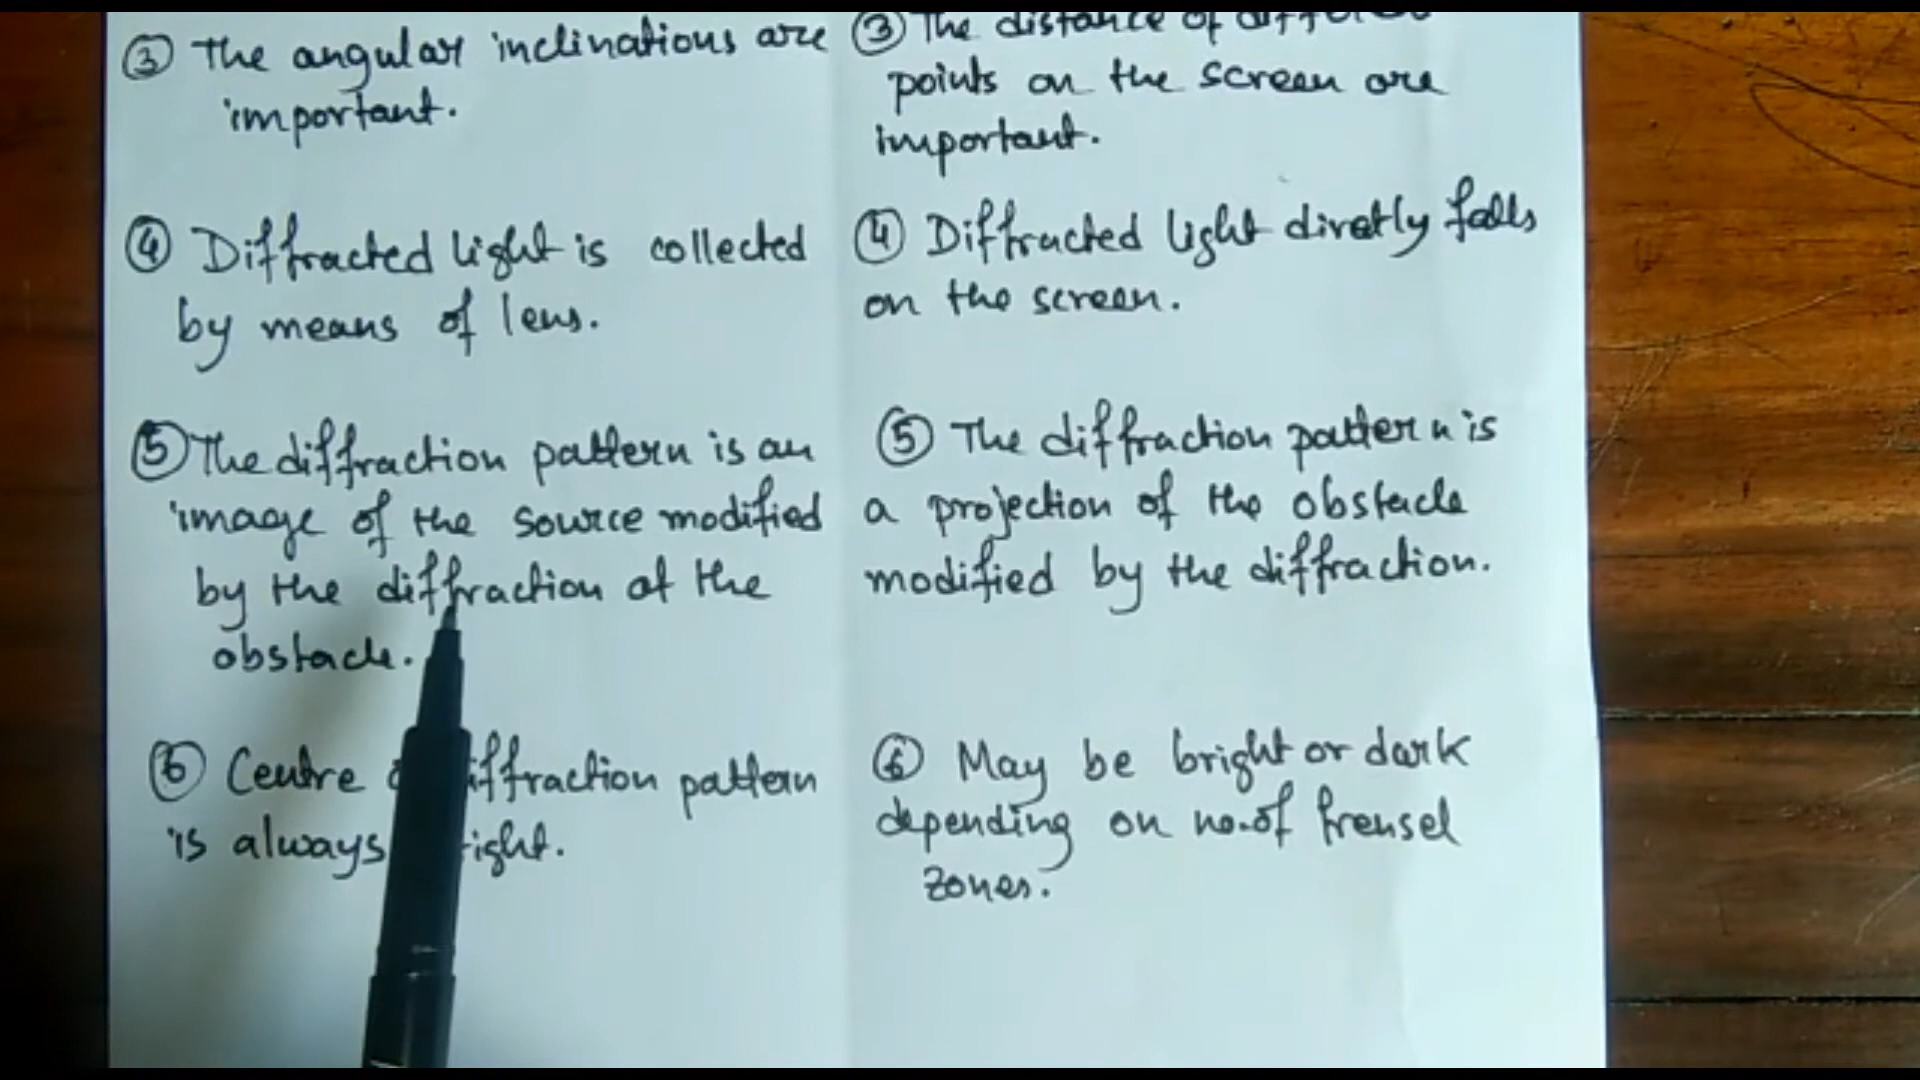 ③ The angular inclinations are
important.
④ Diffracted light is collected
by means of lens.
⑤ The diffraction pattern is an
image of the source modified
by the diffraction at the
obstacle.
⑥ Centre diffraction pattern
is always
③ The distance of
points on the screen are
important.
④ Diffracted light diretly falls
on the screen.
⑤ The diffraction pattern is
a projection of the obstacle
modified by the diffraction.
⑥ May be bright or dark
depending on no. of frensel
zones.